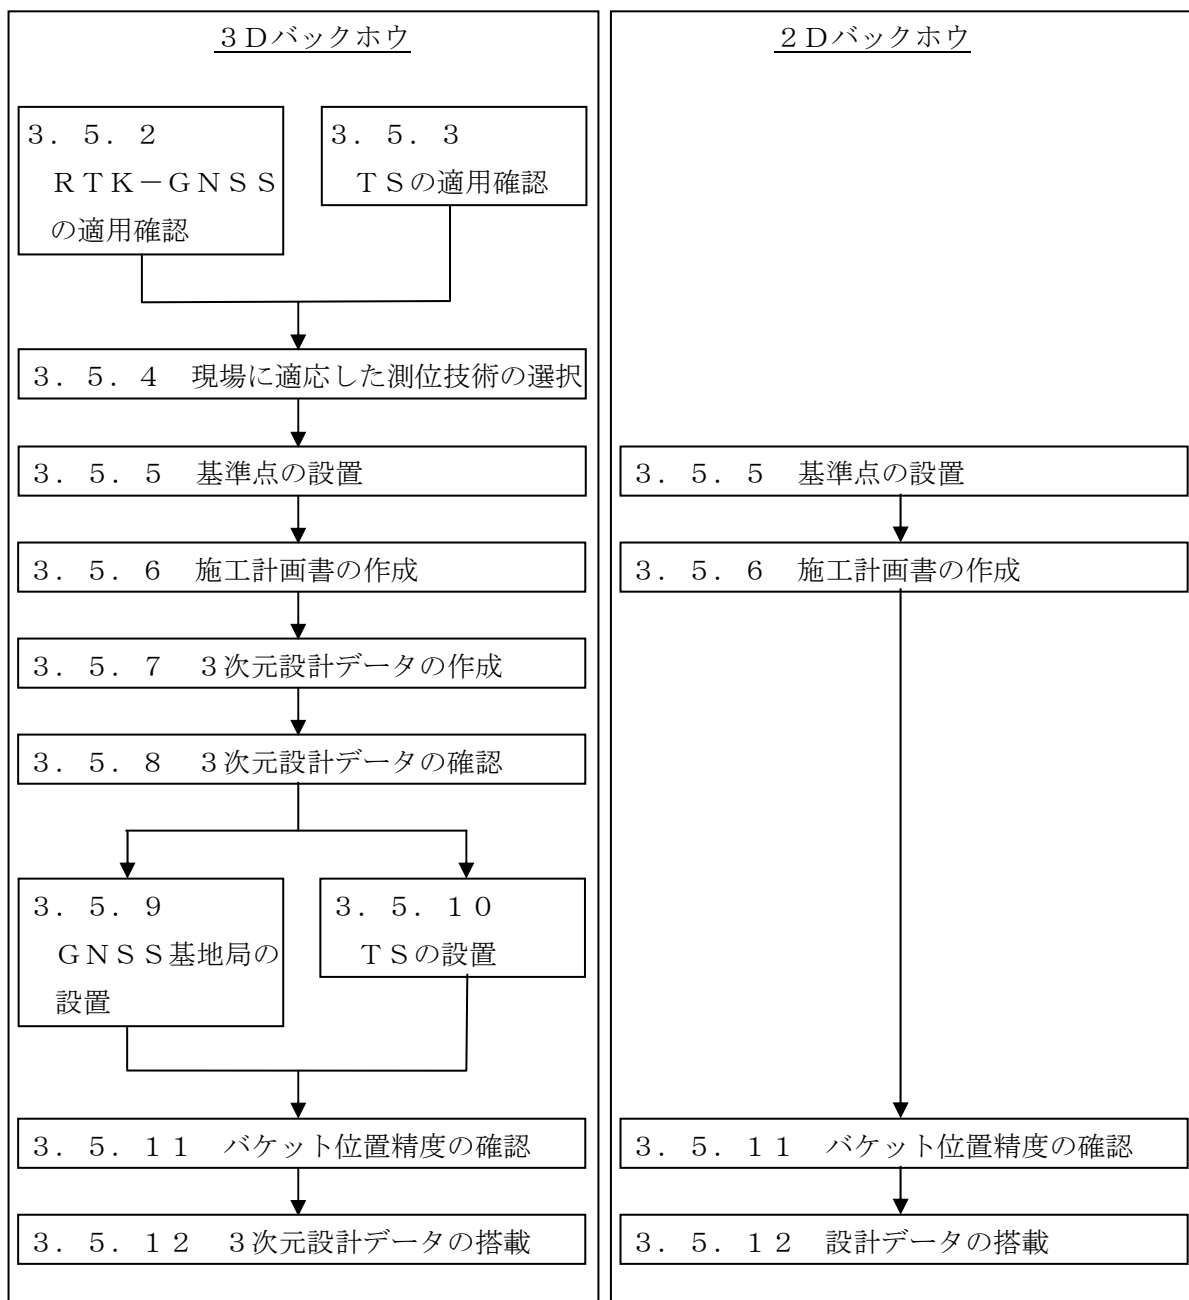 ３Ｄバックホウ
３．５．２
ＲＴＫ－ＧＮＳＳ
の適用確認
３．５．３
ＴＳの適用確認
３．５．４　現場に適応した測位技術の選択
３．５．５　基準点の設置
３．５．６　施工計画書の作成
３．５．７　３次元設計データの作成
３．５．８　３次元設計データの確認
３．５．９
ＧＮＳＳ基地局の
設置
３．５．１０
ＴＳの設置
３．５．１１　バケット位置精度の確認
３．５．１２　３次元設計データの搭載
２Ｄバックホウ
３．５．５　基準点の設置
３．５．６　施工計画書の作成
３．５．１１　バケット位置精度の確認
３．５．１２　設計データの搭載